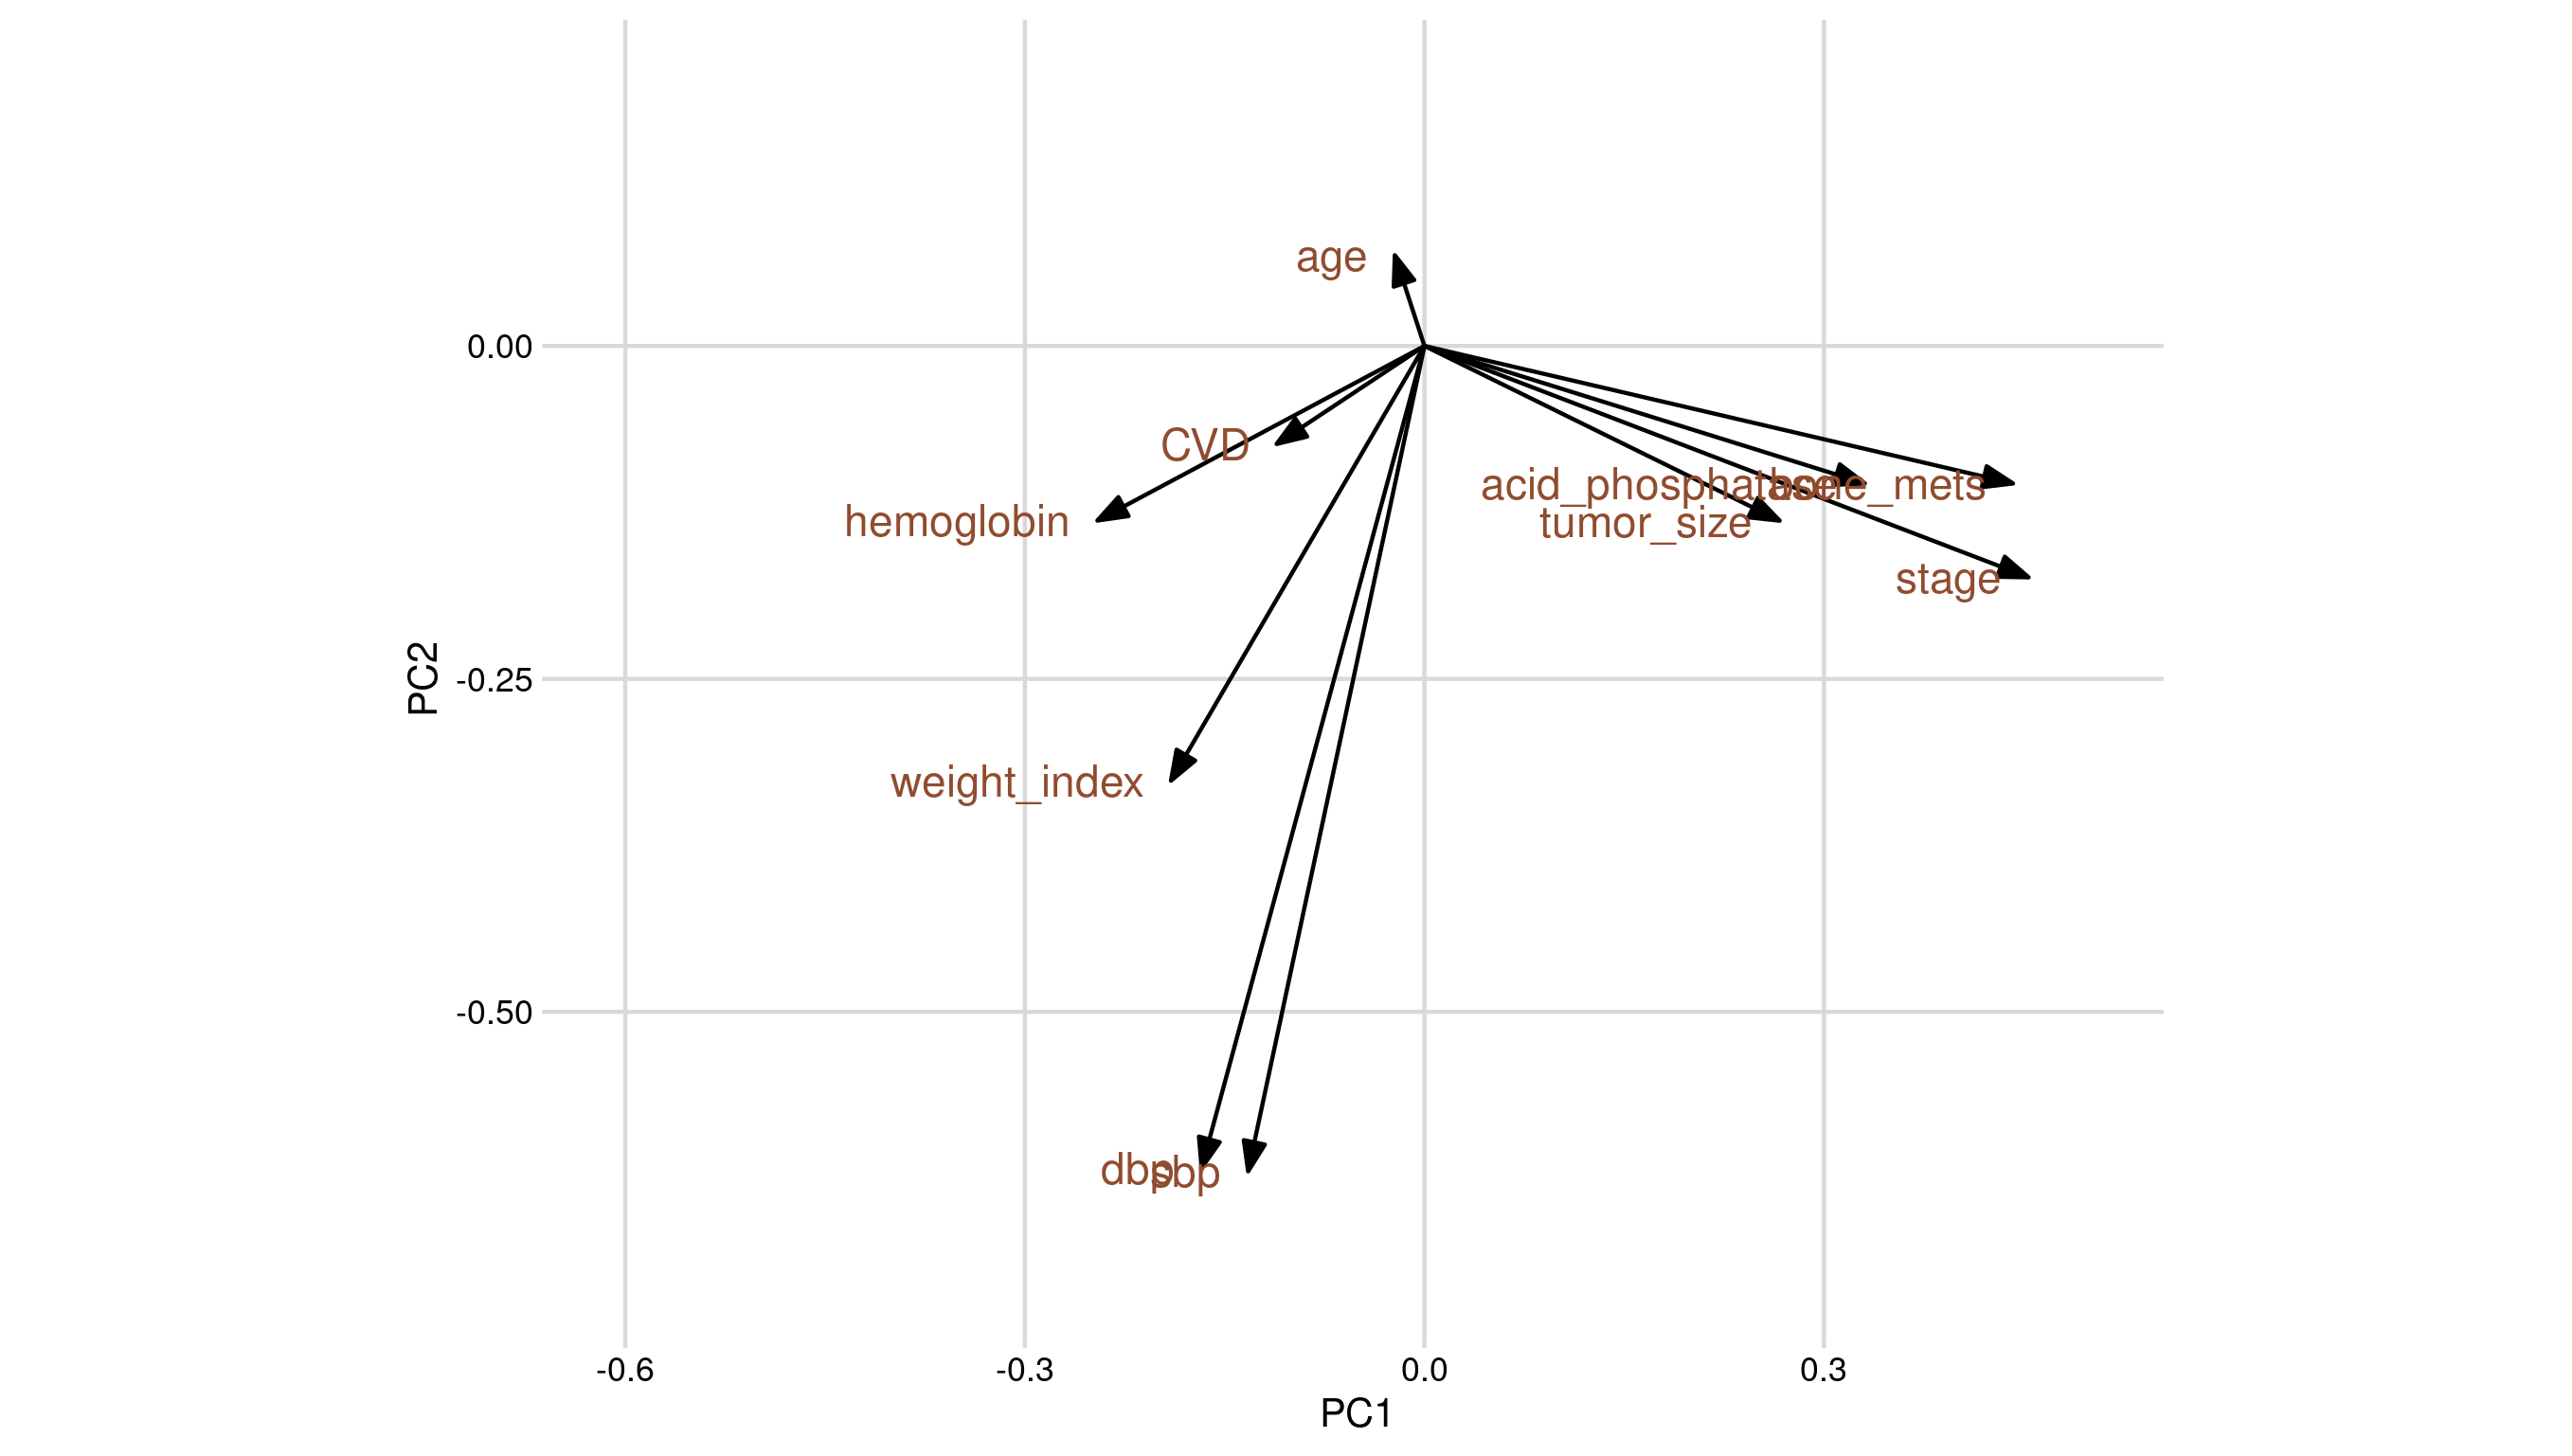 age
0.00
CVD
acid_phosphatase
bone_mets
hemoglobin
tumor_size
stage
PC2
-0.25
weight_index
-0.50
dbp
sbp
-0.6
-0.3
0.0
0.3
PC1